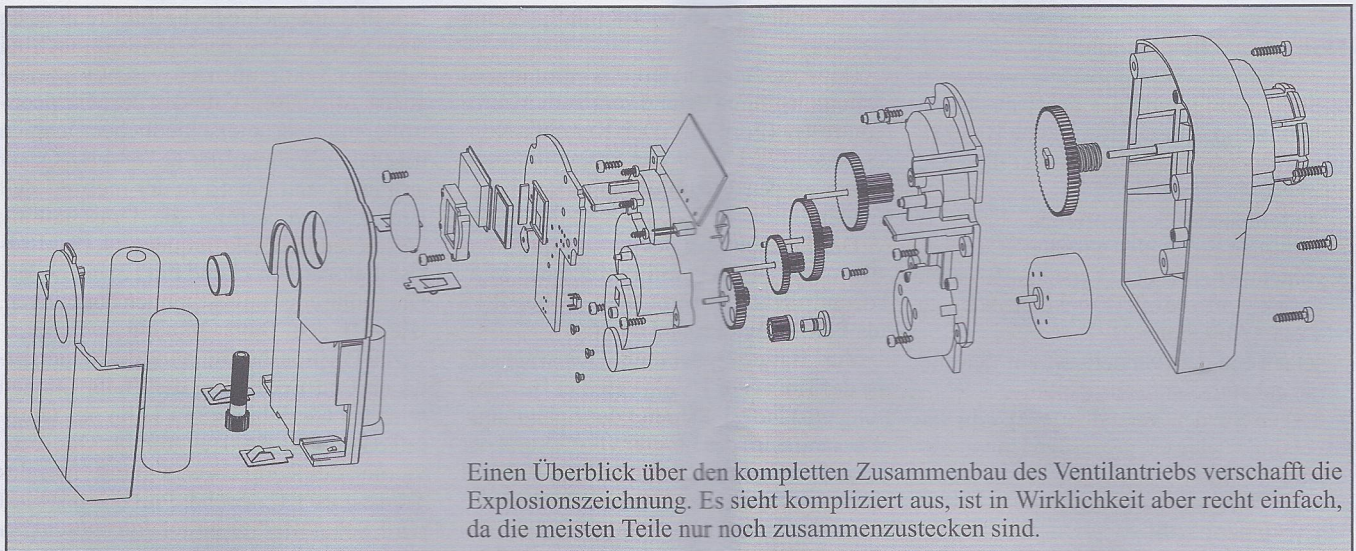 Einen Überblick über den kompletten Zusammenbau des Ventilantriebs verschafft die
Explosionszeichnung. Es sieht kompliziert aus, ist in Wirklichkeit aber recht einfach,
da die meisten Teile nur noch zusammenzustecken sind.